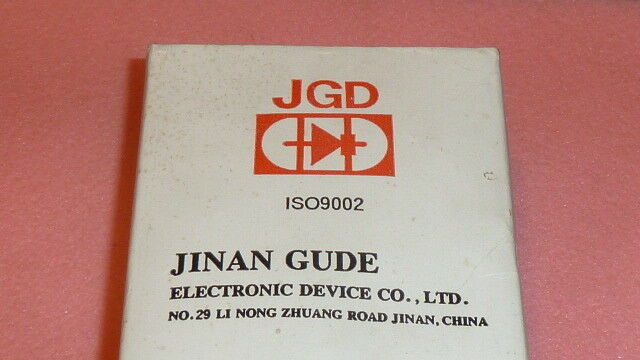 JGD
ISO9002
JINAN GUDE
ELECTRONIC DEVICE CO., LTD.
NO.29 LI NONG ZHUANG ROAD JINAN, CHINA